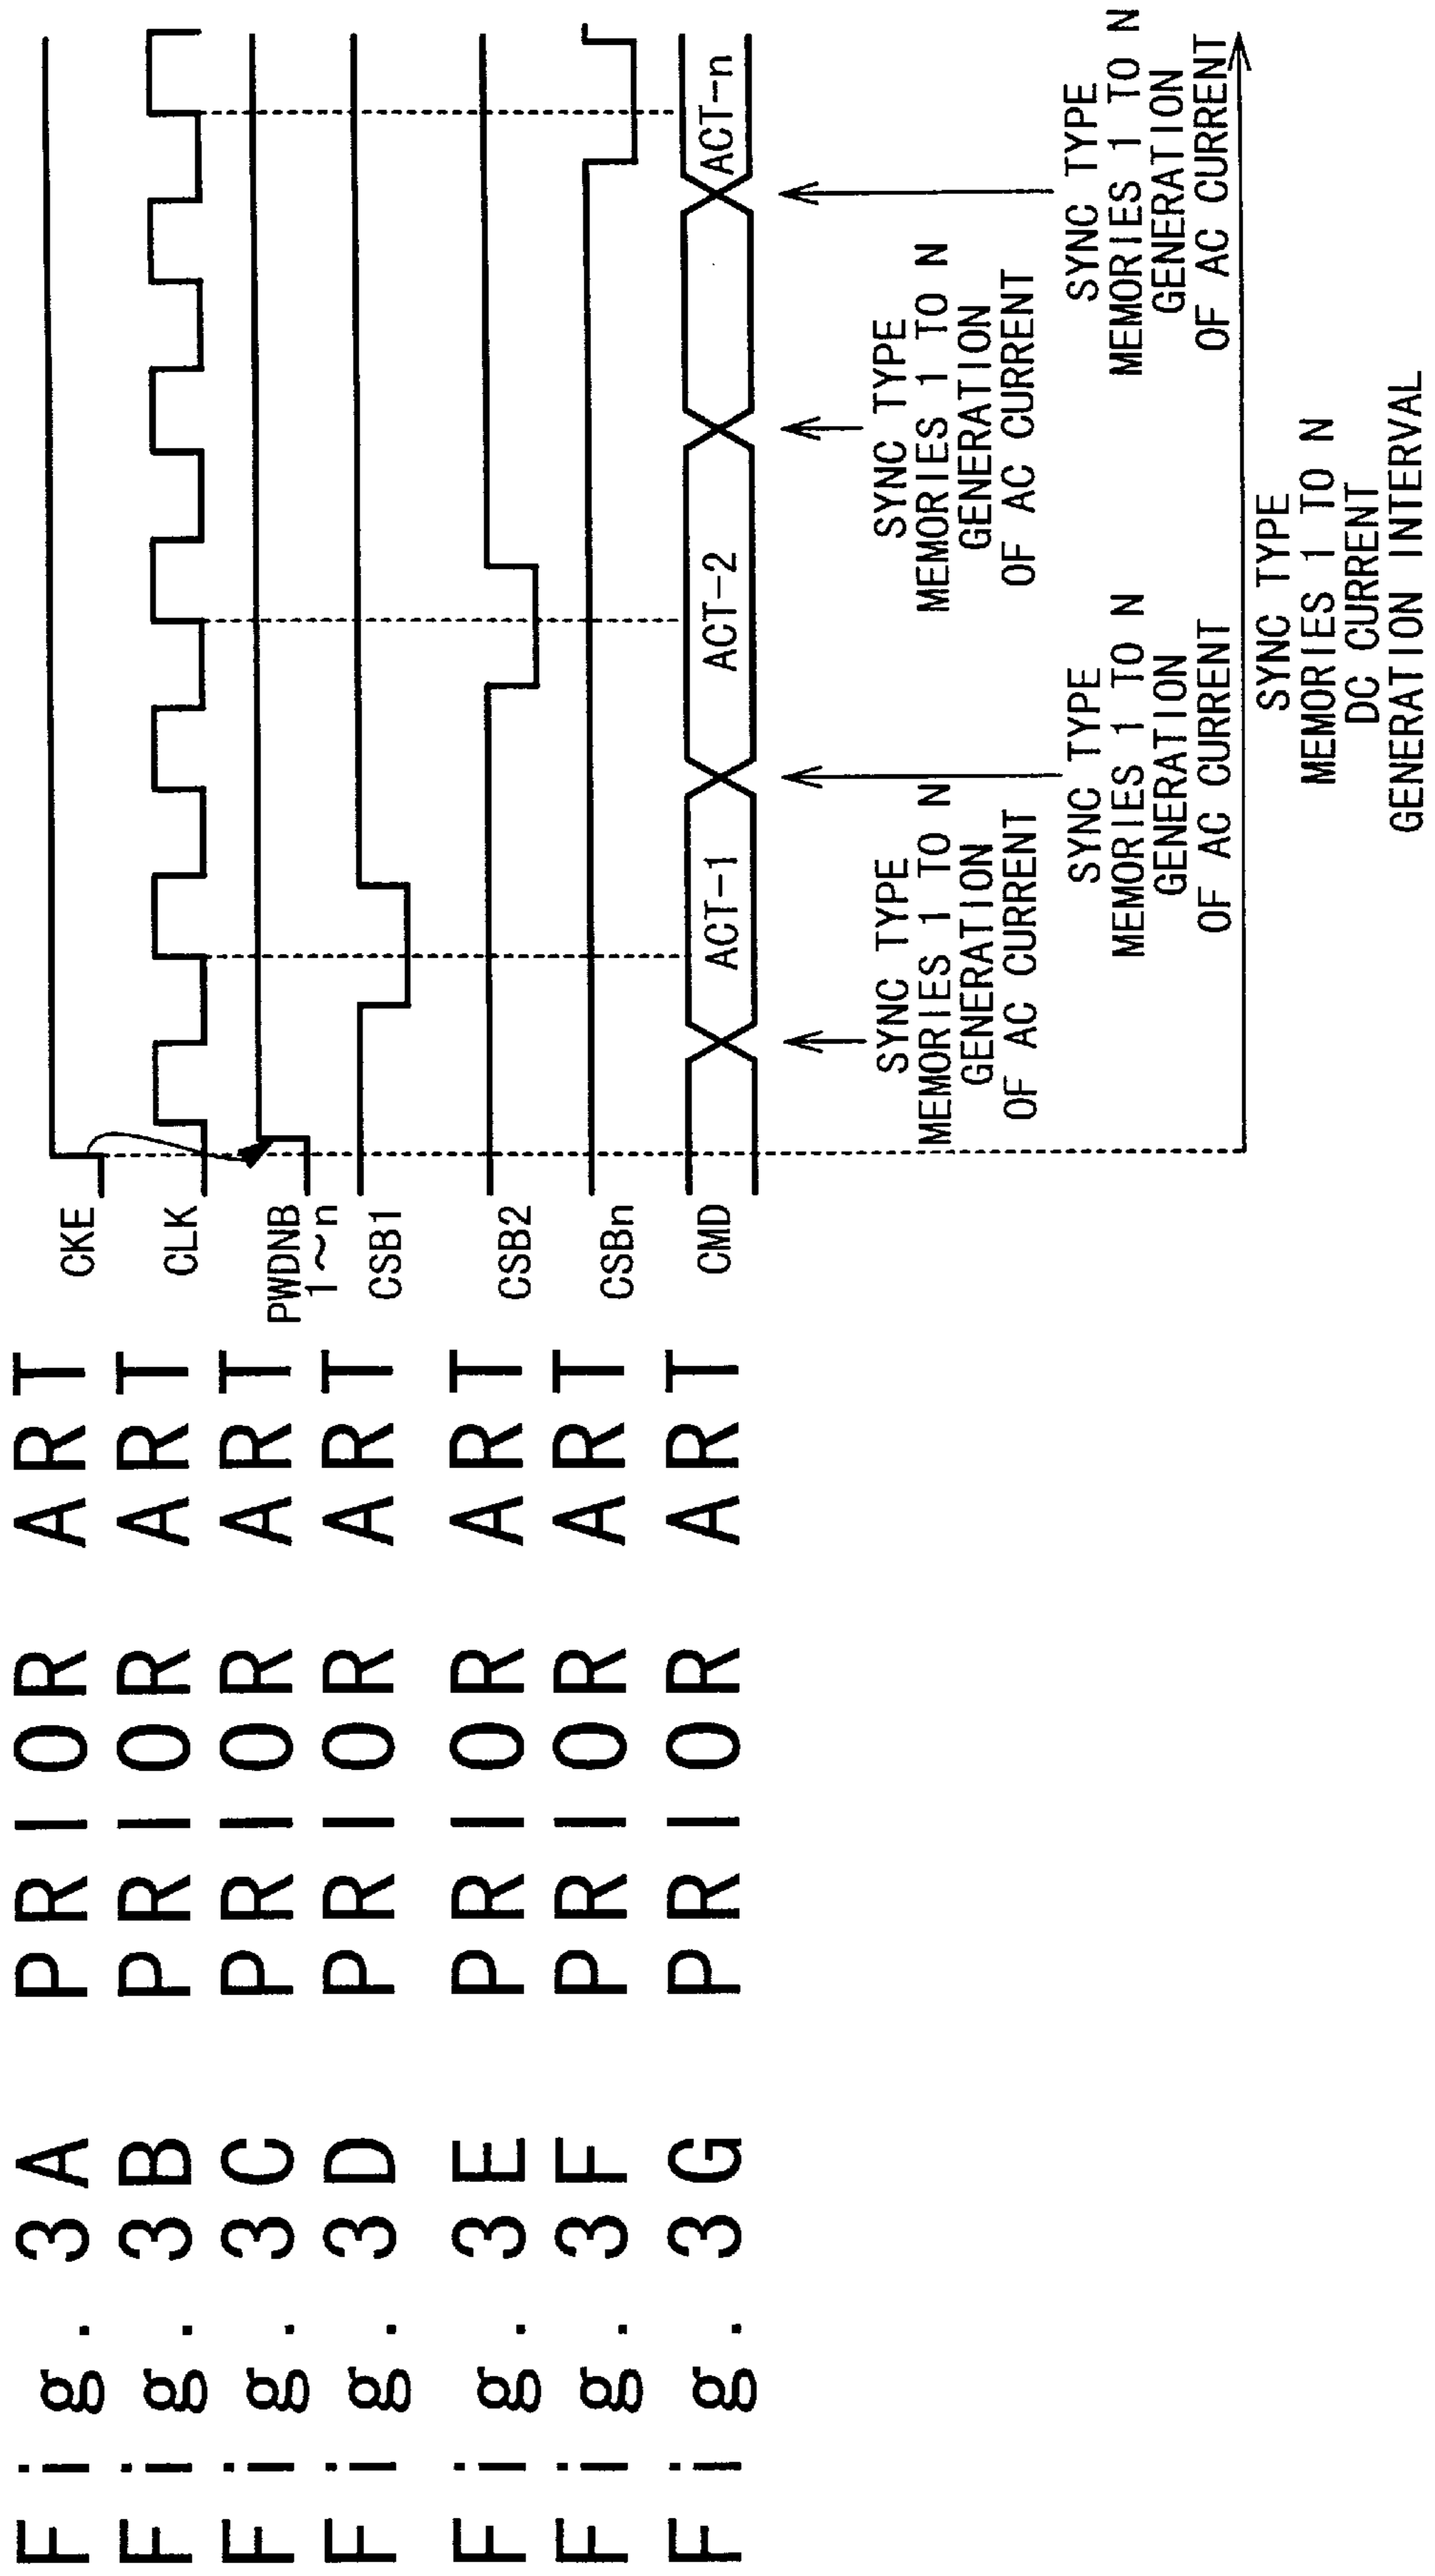 Fig. 3A PRIOR ART CKE
Fig. 3B PRIOR ART CLK
Fig. 3C PRIOR ART PWDNB
1~n
Fig. 3D PRIOR ART CSB1
Fig. 3E PRIOR ART CSB2
Fig. 3F PRIOR ART CSBn
Fig. 3G PRIOR ART CMD
ACT-1
ACT-2
ACT-n
SYNC TYPE
MEMORIES 1 TO N
GENERATION
OF AC CURRENT
SYNC TYPE
MEMORIES 1 TO N
GENERATION
OF AC CURRENT
SYNC TYPE
MEMORIES 1 TO N
GENERATION
OF AC CURRENT
SYNC TYPE
MEMORIES 1 TO N
GENERATION
OF AC CURRENT
SYNC TYPE
MEMORIES 1 TO N
DC CURRENT
GENERATION INTERVAL